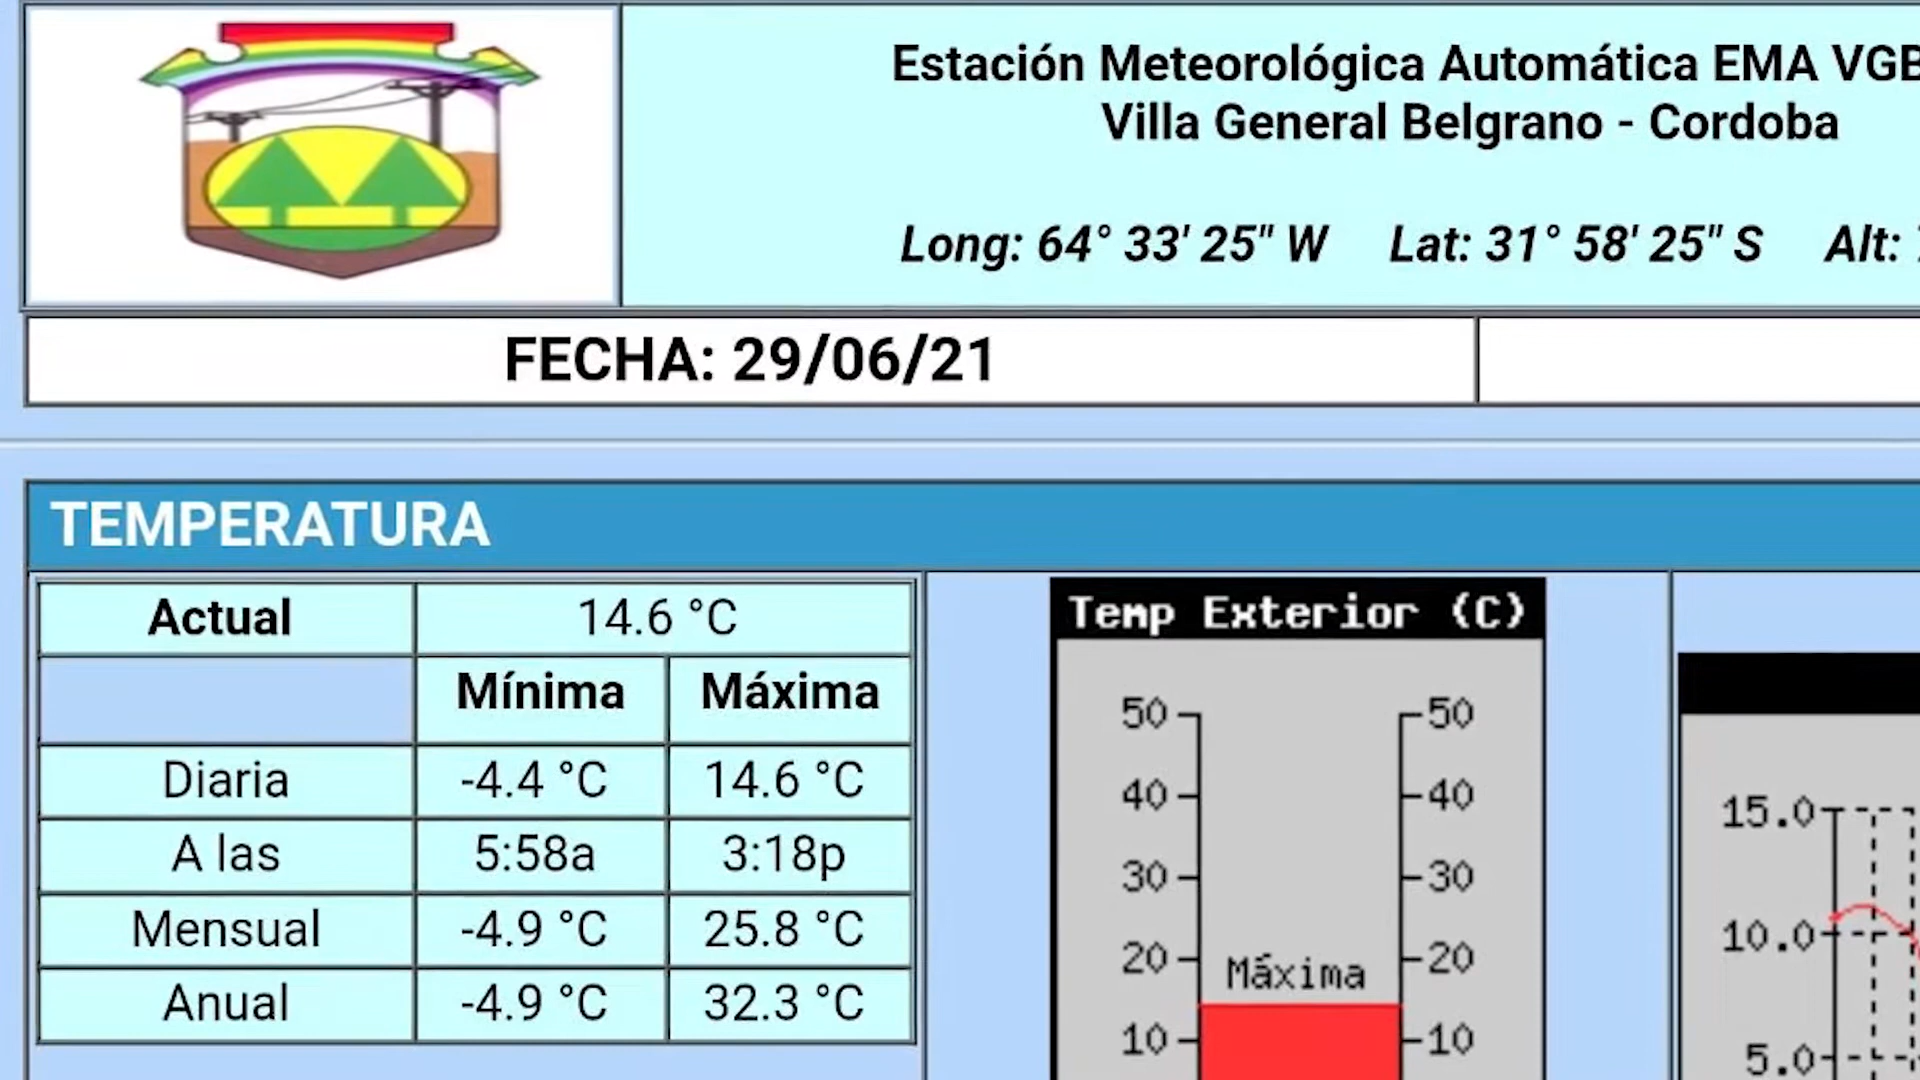 Estación Meteorológica Automática EMA VGB
Villa General Belgrano - Cordoba
Long: 64° 33' 25" W Lat: 31° 58' 25" S Alt:
FECHA: 29/06/21
TEMPERATURA
Actual 14.6 °C
Mínima Máxima
Diaria -4.4 °C 14.6 °C
A las 5:58a 3:18p
Mensual -4.9 °C 25.8 °C
Anual -4.9 °C 32.3 °C
Temp Exterior (C)
50 50
40 40
30 30
20 Máxima 20
10 10
15.0
10.0
5.0